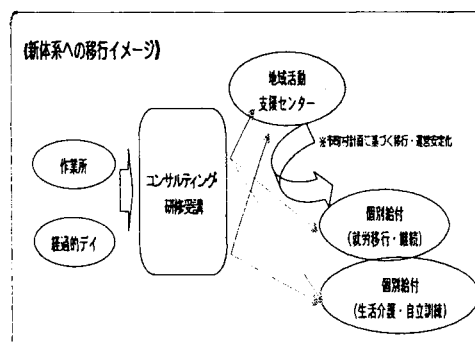 《新体系への移行イメージ》
地域活動
支援センター
※市町村計画に基づく移行・運営安定化
作業所
コンサルティング・
研修受講
経過的デイ
個別給付
(就労移行・継続)
個別給付
(生活介護・自立訓練)